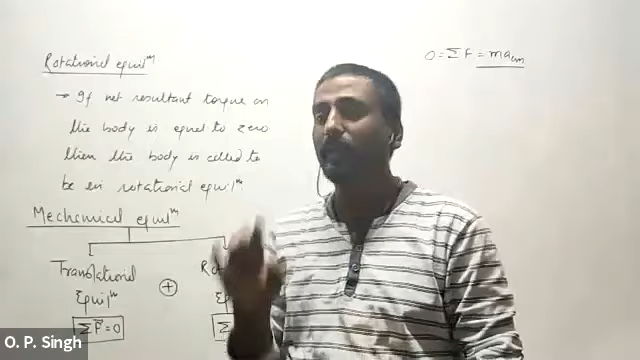 Rotational equilᵐ
→ If net resultant torque on
the body is equal to zero
then the body is called to
be in rotational equilᵐ
0 = ΣF = macm
Mechanical equilᵐ
Translational
Equilᵐ
⊕
ΣF⃗ = 0
Σ
O. P. Singh